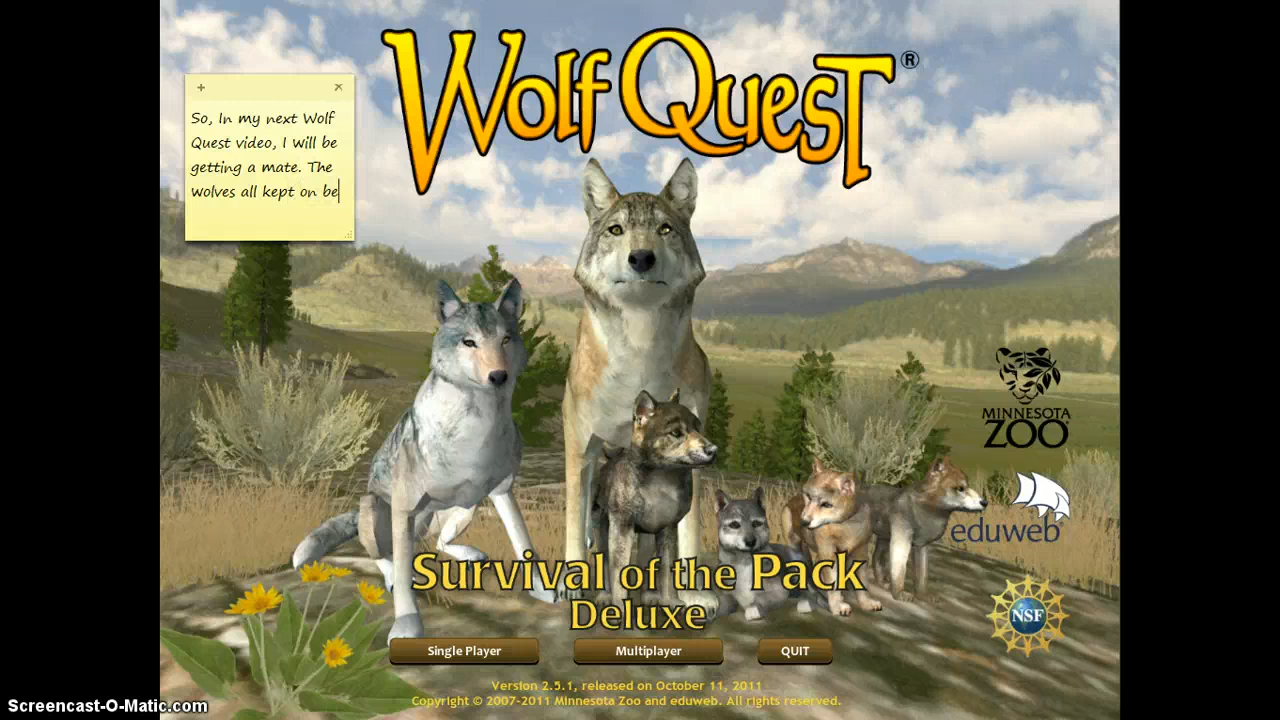 Wolf Quest ®
+ ×
So, In my next Wolf
Quest video, I will be
getting a mate. The
wolves all kept on be
MINNESOTA
ZOO
eduweb
NSF
Survival of the Pack
Deluxe
Single Player
Multiplayer
QUIT
Version 2.5.1, released on October 11, 2011
Copyright © 2007-2011 Minnesota Zoo and eduweb. All rights reserved.
Screencast-O-Matic.com